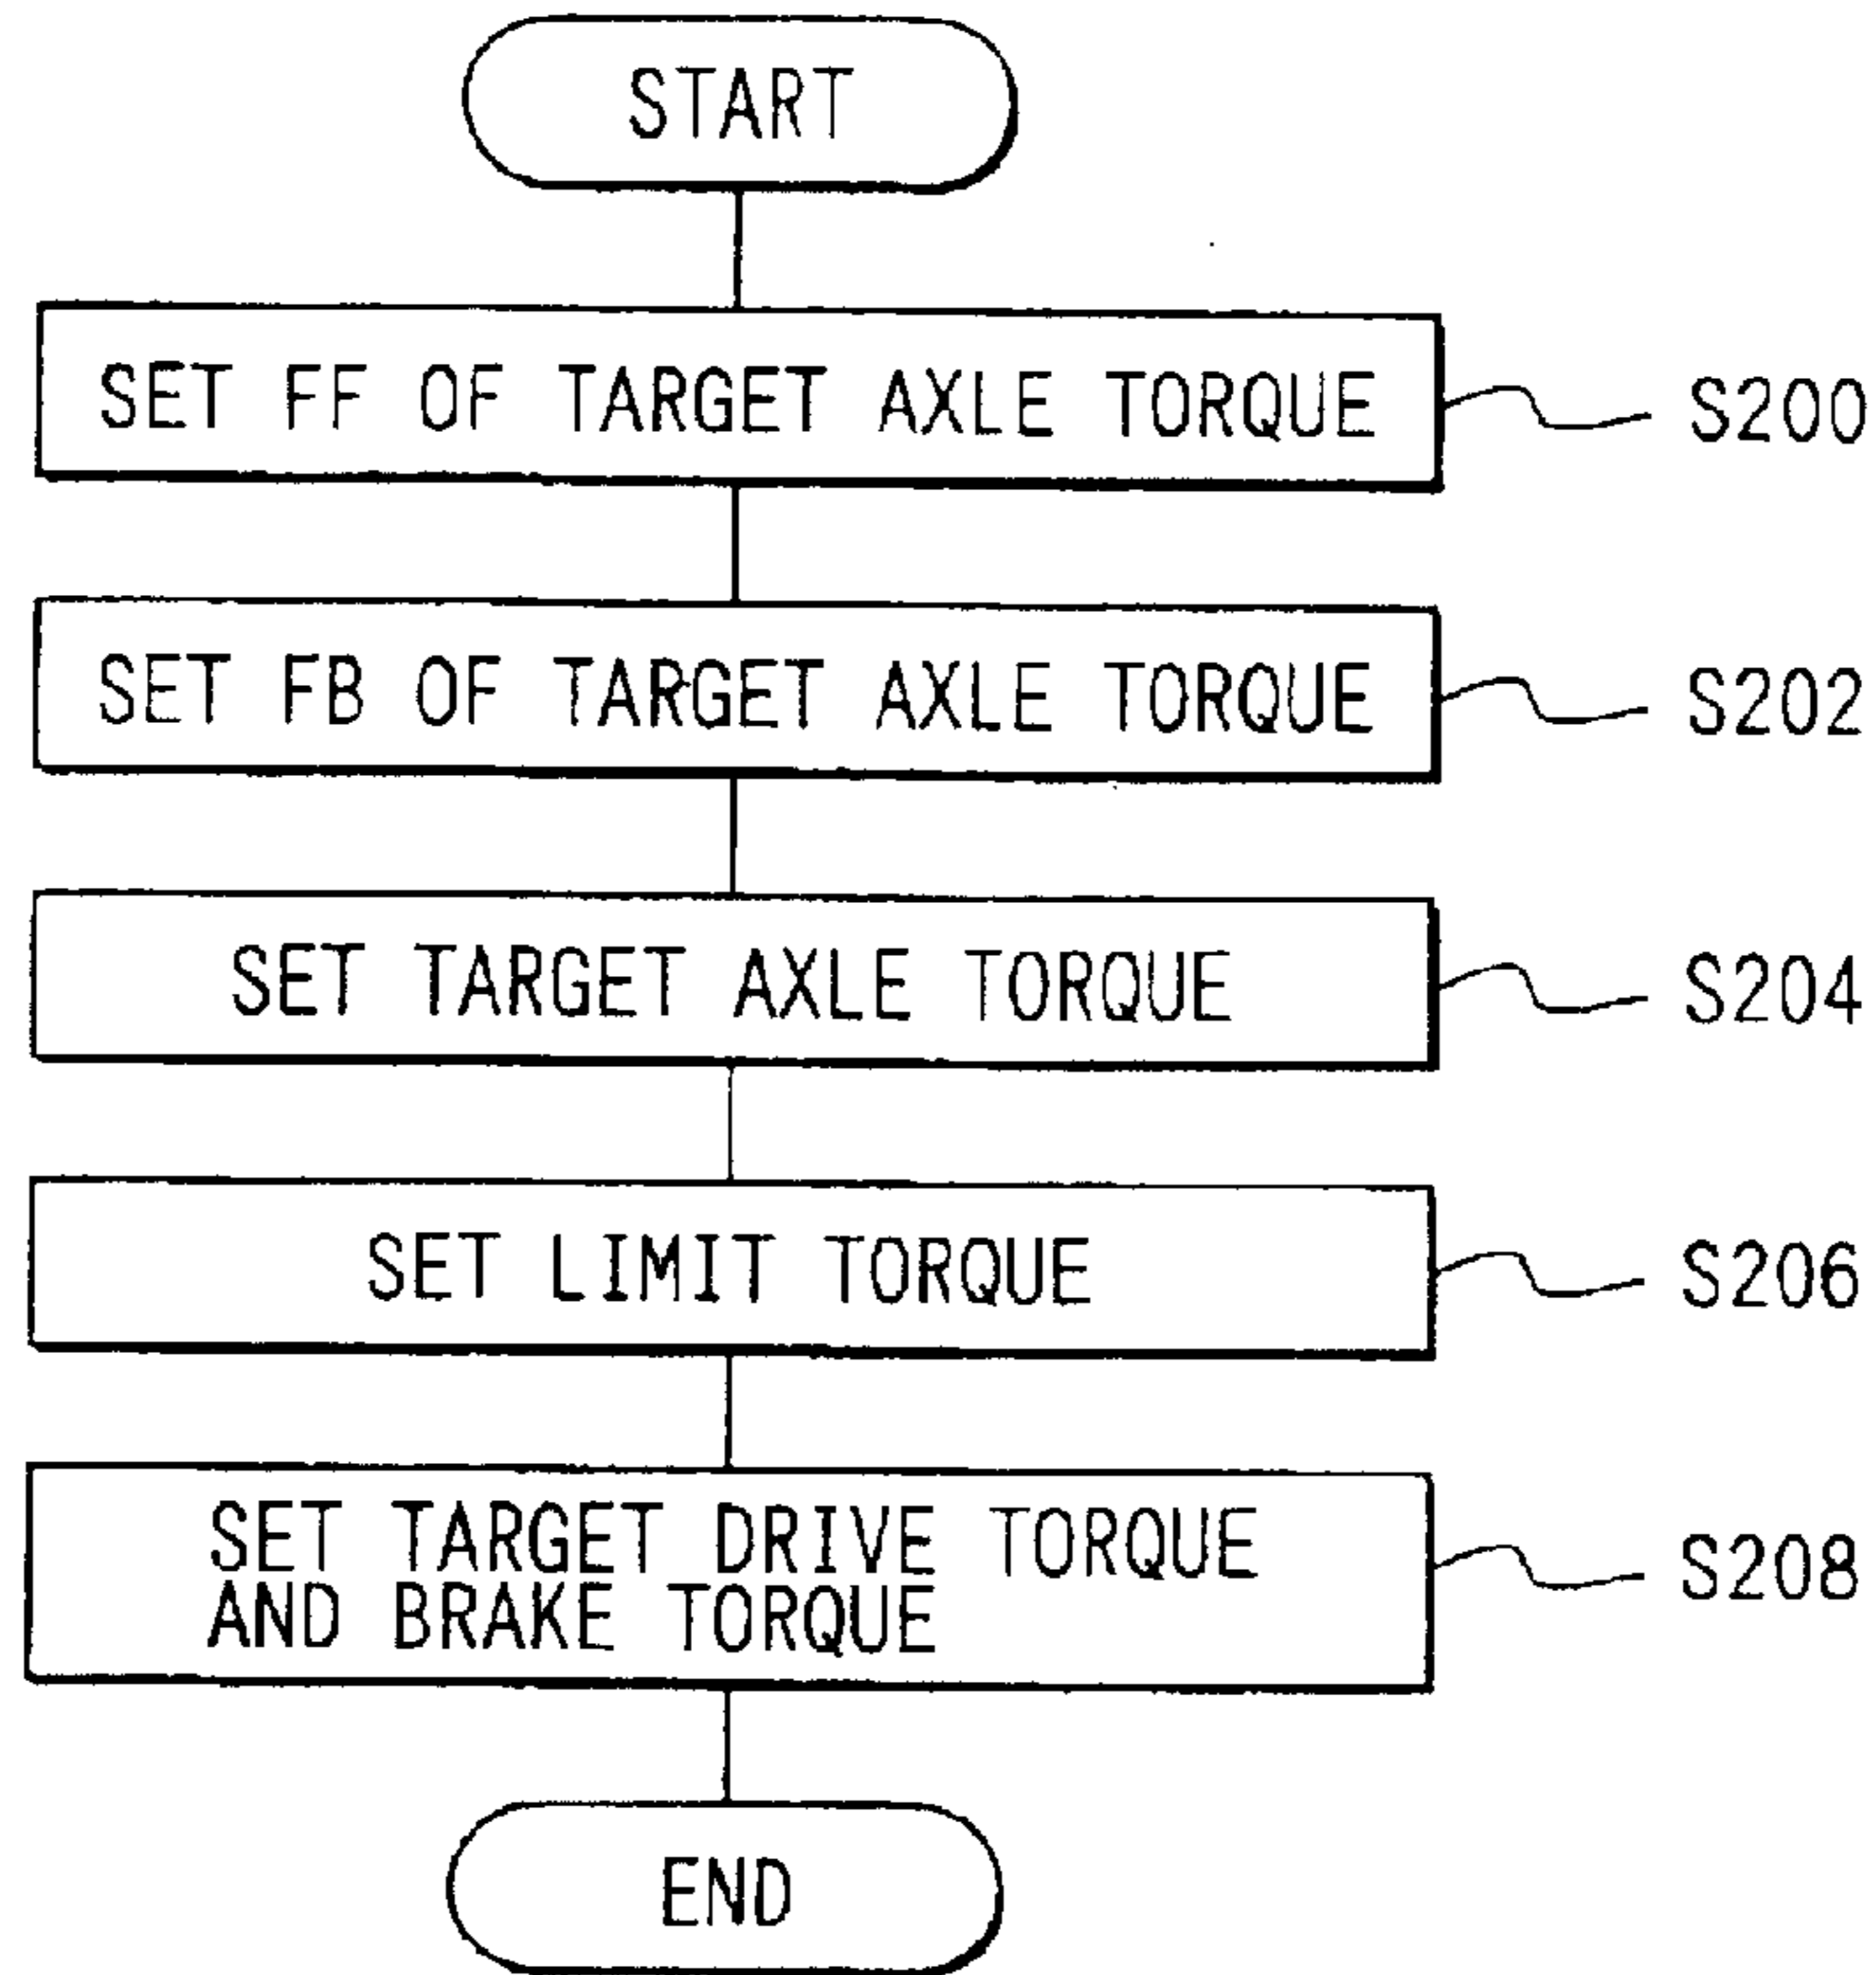 START
SET FF OF TARGET AXLE TORQUE
S200
SET FB OF TARGET AXLE TORQUE
S202
SET TARGET AXLE TORQUE
S204
SET LIMIT TORQUE
S206
SET TARGET DRIVE TORQUE
AND BRAKE TORQUE
S208
END